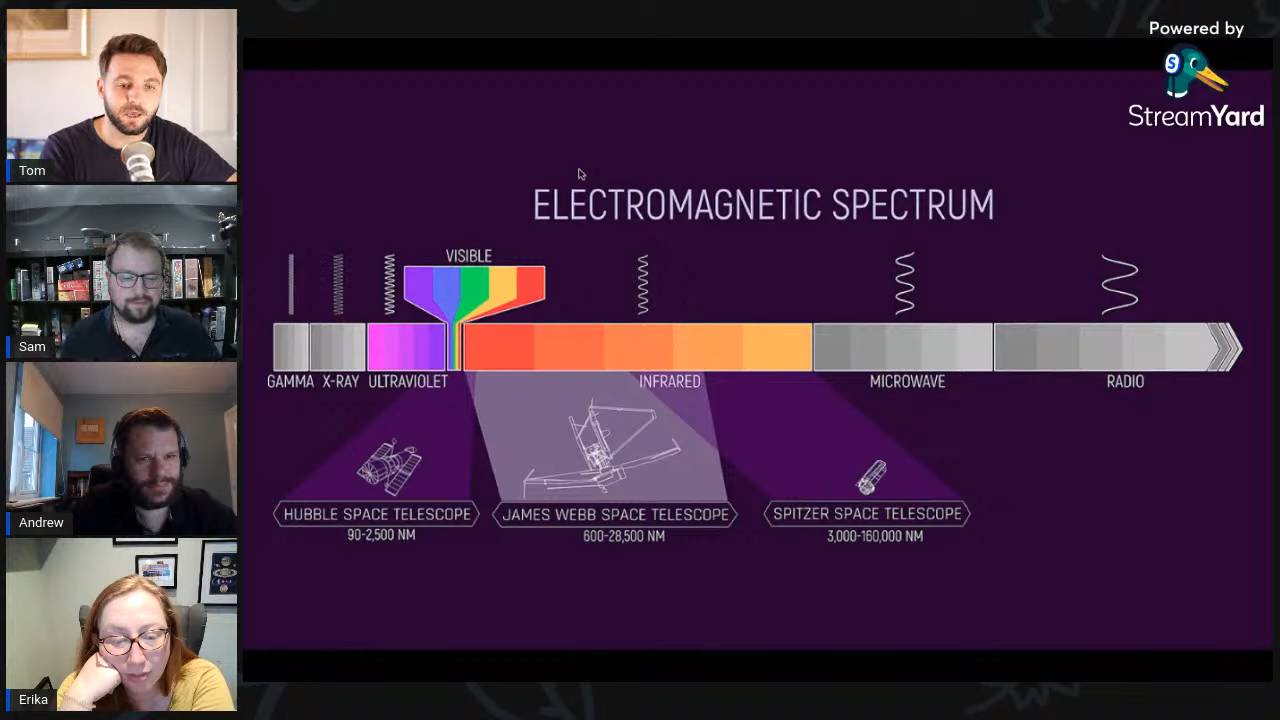 Powered by
S
StreamYard
Tom
Sam
Andrew
Erika
ELECTROMAGNETIC SPECTRUM
VISIBLE
GAMMA X-RAY ULTRAVIOLET INFRARED MICROWAVE RADIO
HUBBLE SPACE TELESCOPE JAMES WEBB SPACE TELESCOPE SPITZER SPACE TELESCOPE
90-2,500 NM 600-28,500 NM 3,000-160,000 NM